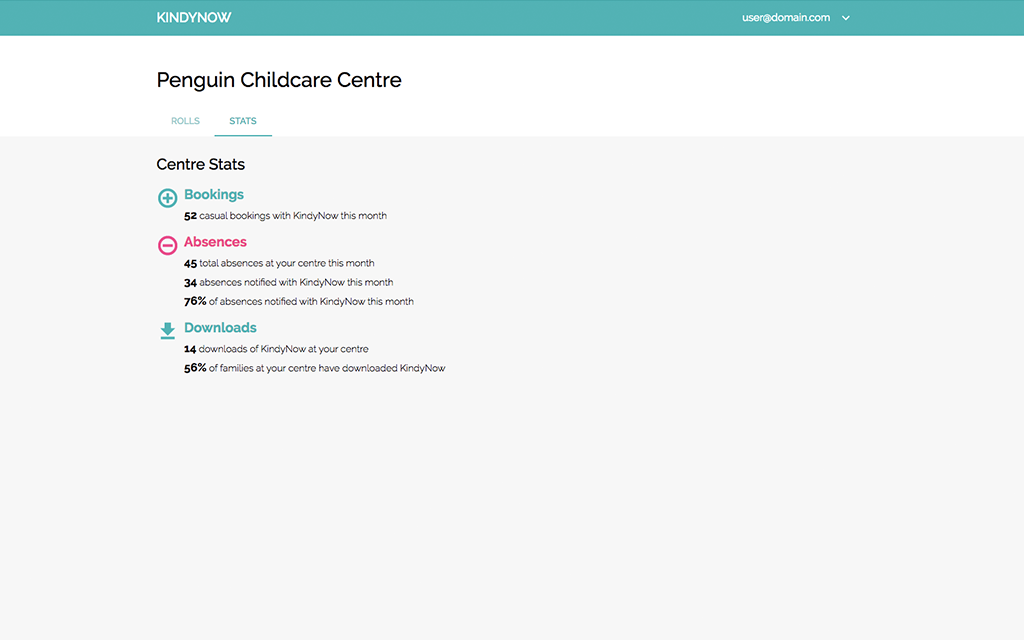 KINDYNOW
user@domain.com
Penguin Childcare Centre
ROLLS
STATS
Centre Stats
Bookings
52 casual bookings with KindyNow this month
Absences
45 total absences at your centre this month
34 absences notified with KindyNow this month
76% of absences notified with KindyNow this month
Downloads
14 downloads of KindyNow at your centre
56% of families at your centre have downloaded KindyNow